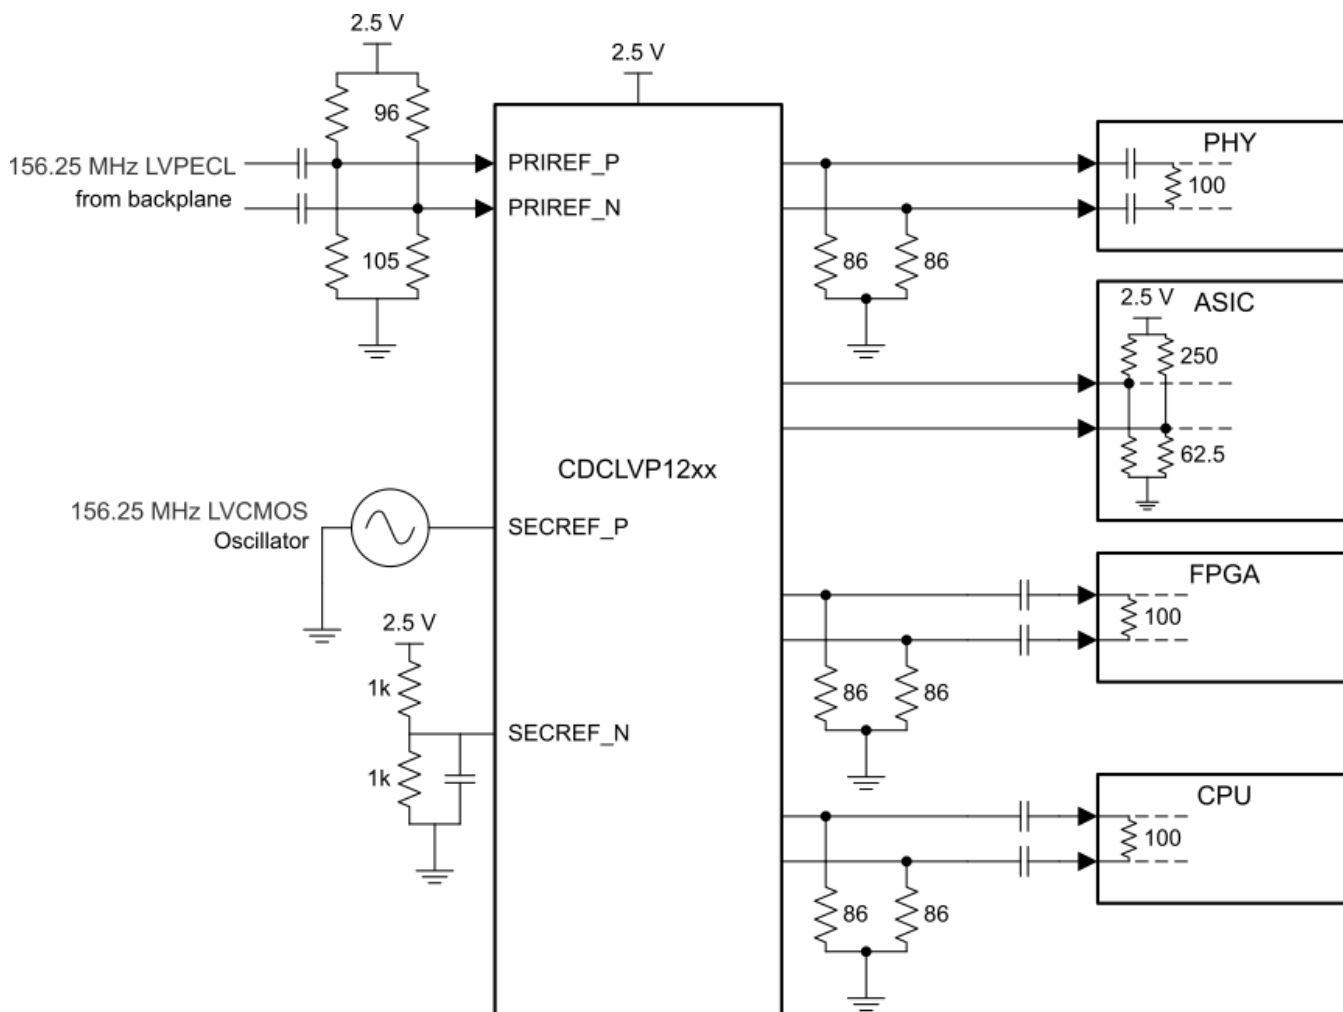 2.5 V
2.5 V
96
PHY
156.25 MHz LVPECL
from backplane
PRIREF_P
PRIREF_N
100
105
86
86
ASIC
2.5 V
250
62.5
CDCLVP12xx
156.25 MHz LVCMOS
Oscillator
SECREF_P
FPGA
100
2.5 V
1k
86
86
SECREF_N
1k
CPU
100
86
86